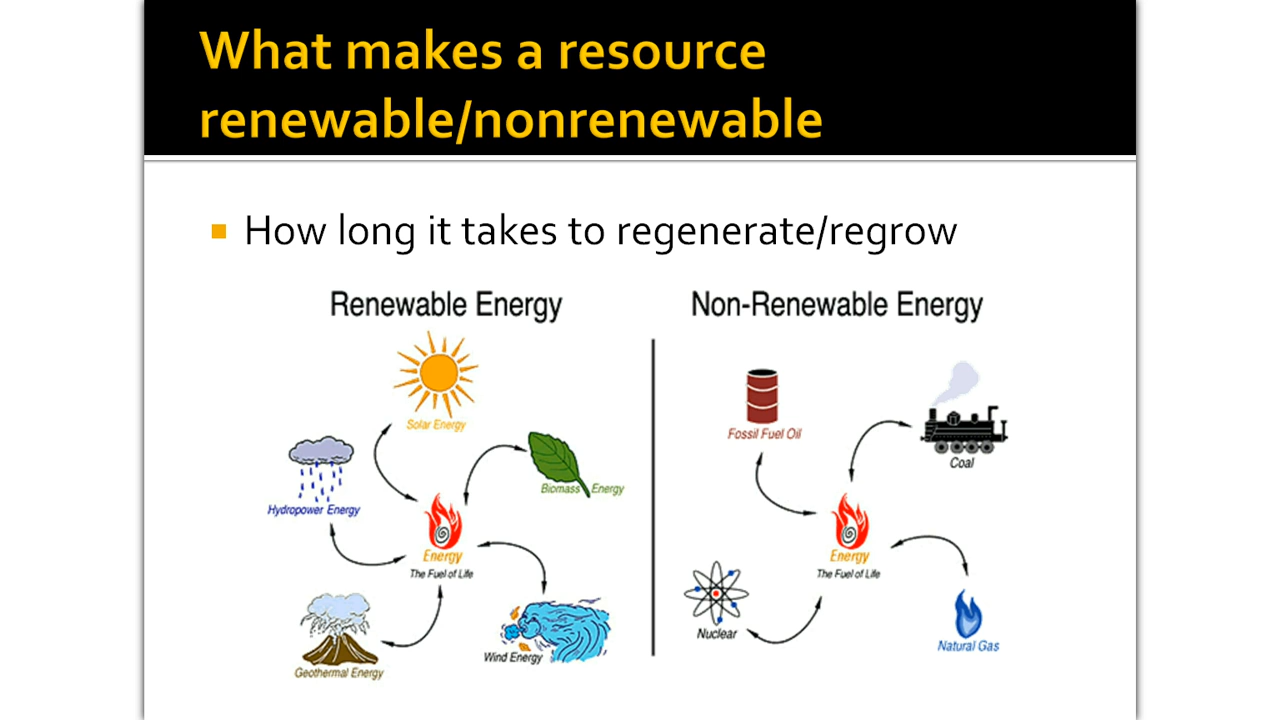 What makes a resource
renewable/nonrenewable
How long it takes to regenerate/regrow
Renewable Energy
Solar Energy
Hydropower Energy
Biomass Energy
Energy
The Fuel of Life
Geothermal Energy
Wind Energy
Non-Renewable Energy
Fossil Fuel Oil
Coal
Energy
The Fuel of Life
Nuclear
Natural Gas